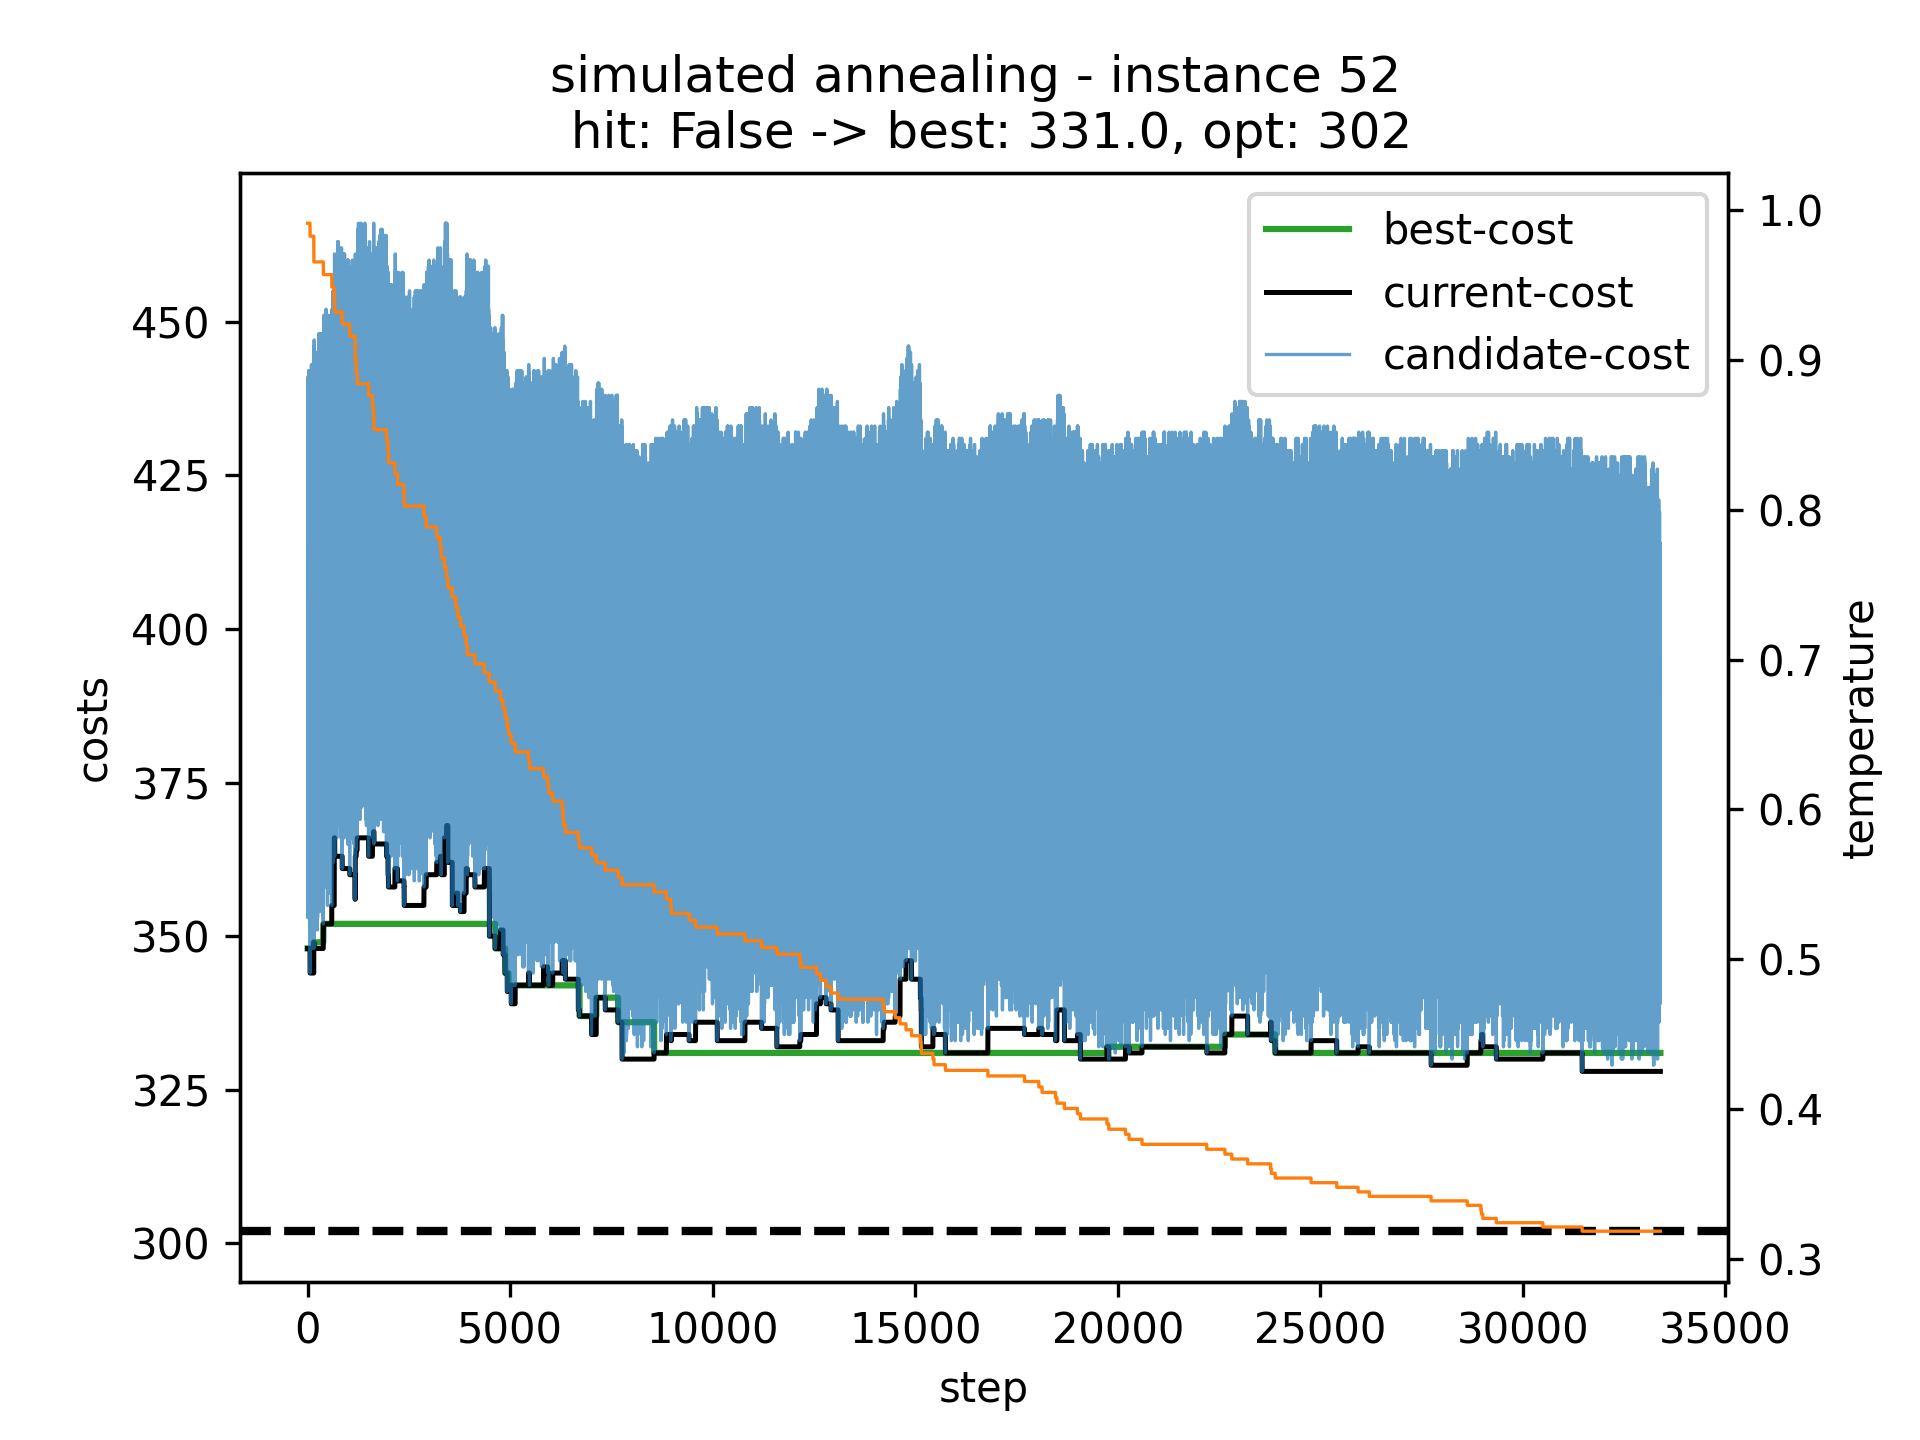 simulated annealing - instance 52
hit: False -> best: 331.0, opt: 302
best-cost
current-cost
candidate-cost
costs
450
425
400
375
350
325
300
temperature
1.0
0.9
0.8
0.7
0.6
0.5
0.4
0.3
0
5000
10000
15000
20000
25000
30000
35000
step